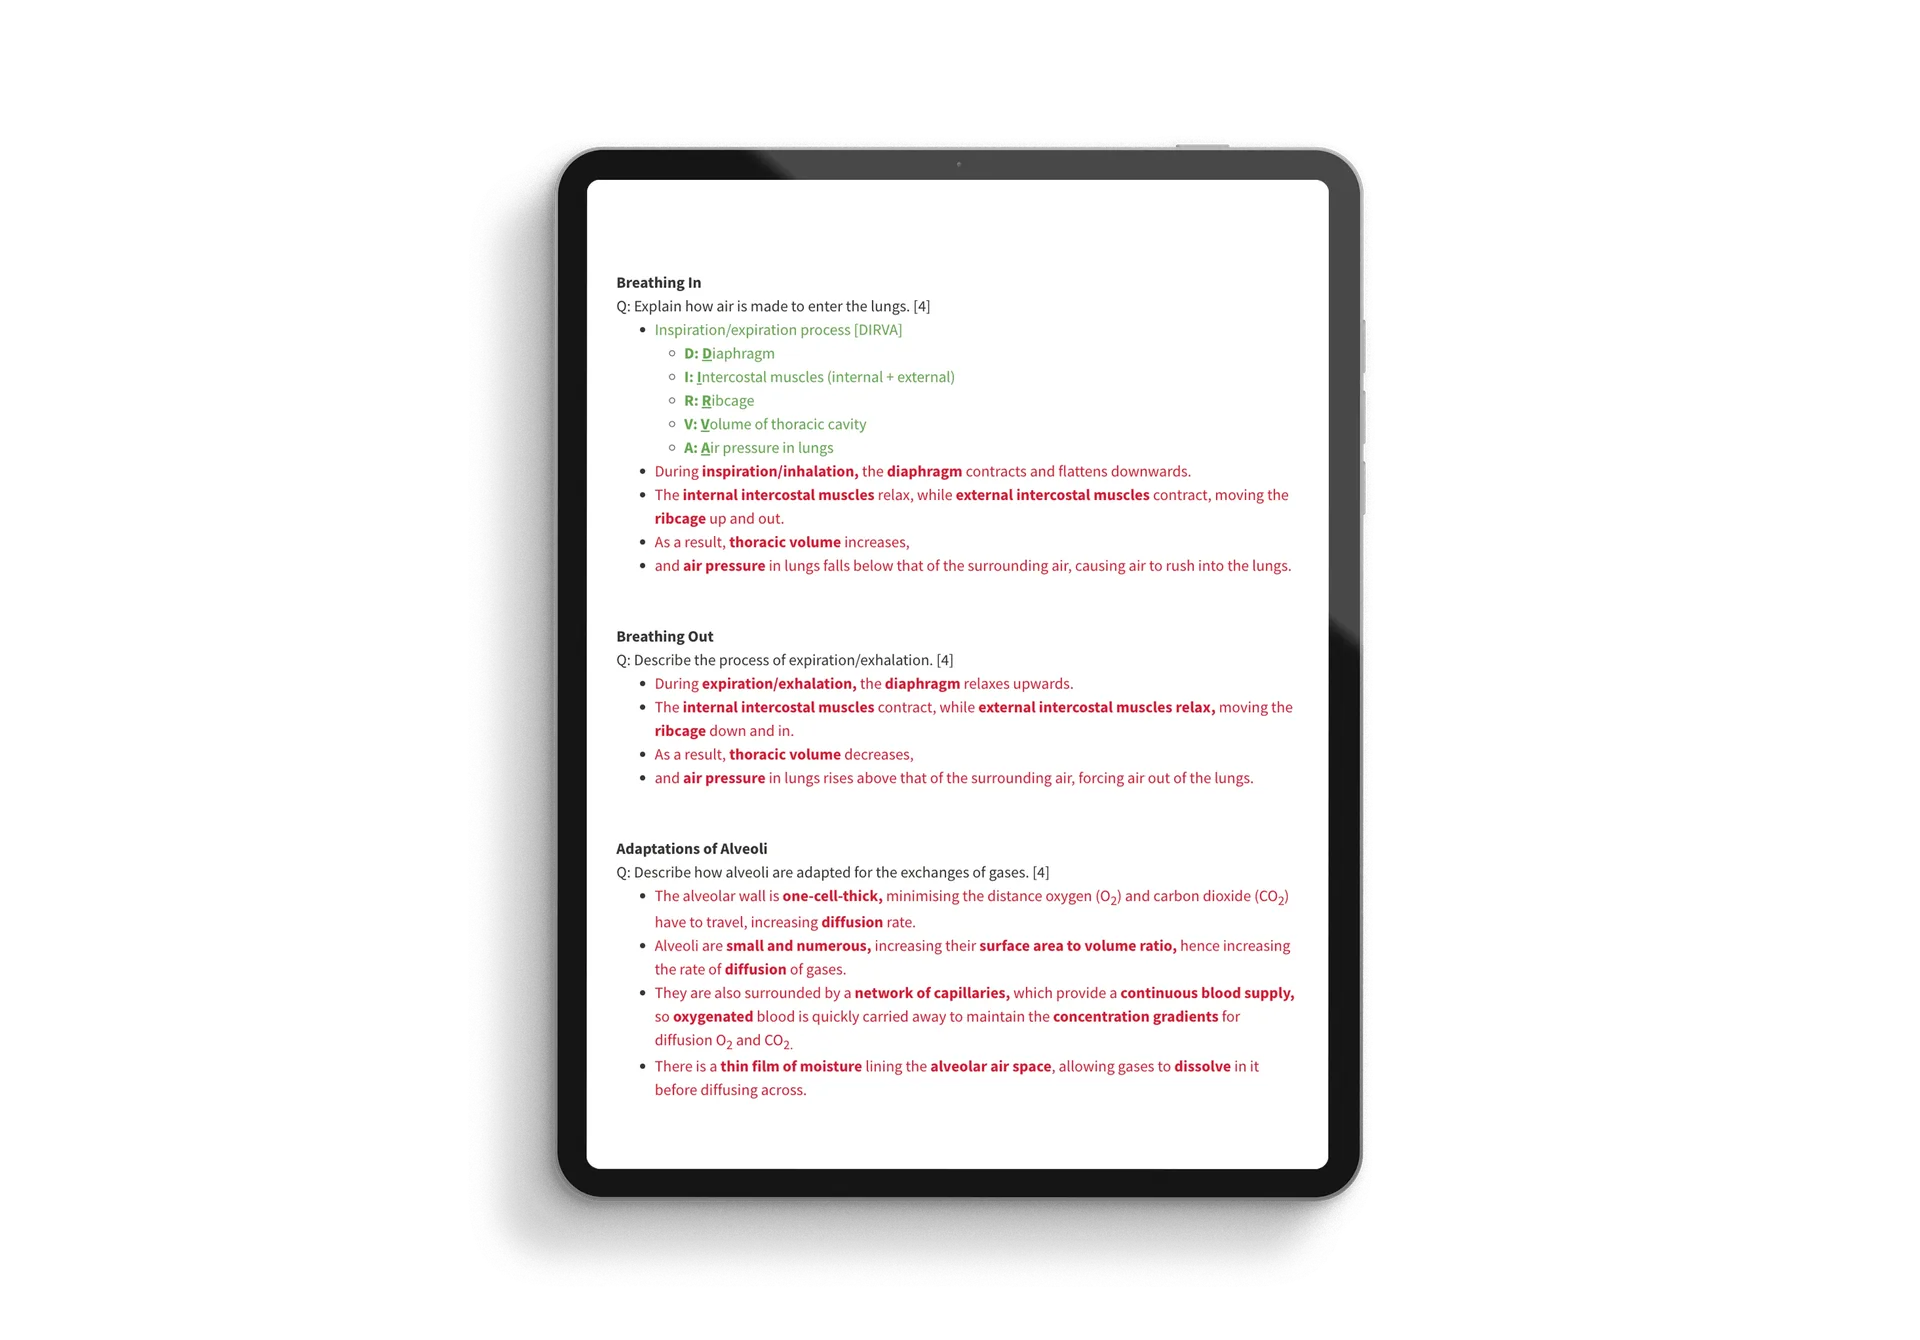 Breathing In
Q: Explain how air is made to enter the lungs. [4]
• Inspiration/expiration process [DIRVA]
○ D: Diaphragm
○ I: Intercostal muscles (internal + external)
○ R: Ribcage
○ V: Volume of thoracic cavity
○ A: Air pressure in lungs
• During inspiration/inhalation, the diaphragm contracts and flattens downwards.
• The internal intercostal muscles relax, while external intercostal muscles contract, moving the
ribcage up and out.
• As a result, thoracic volume increases,
• and air pressure in lungs falls below that of the surrounding air, causing air to rush into the lungs.
Breathing Out
Q: Describe the process of expiration/exhalation. [4]
• During expiration/exhalation, the diaphragm relaxes upwards.
• The internal intercostal muscles contract, while external intercostal muscles relax, moving the
ribcage down and in.
• As a result, thoracic volume decreases,
• and air pressure in lungs rises above that of the surrounding air, forcing air out of the lungs.
Adaptations of Alveoli
Q: Describe how alveoli are adapted for the exchanges of gases. [4]
• The alveolar wall is one-cell-thick, minimising the distance oxygen (O₂) and carbon dioxide (CO₂)
have to travel, increasing diffusion rate.
• Alveoli are small and numerous, increasing their surface area to volume ratio, hence increasing
the rate of diffusion of gases.
• They are also surrounded by a network of capillaries, which provide a continuous blood supply,
so oxygenated blood is quickly carried away to maintain the concentration gradients for
diffusion O₂ and CO₂.
• There is a thin film of moisture lining the alveolar air space, allowing gases to dissolve in it
before diffusing across.